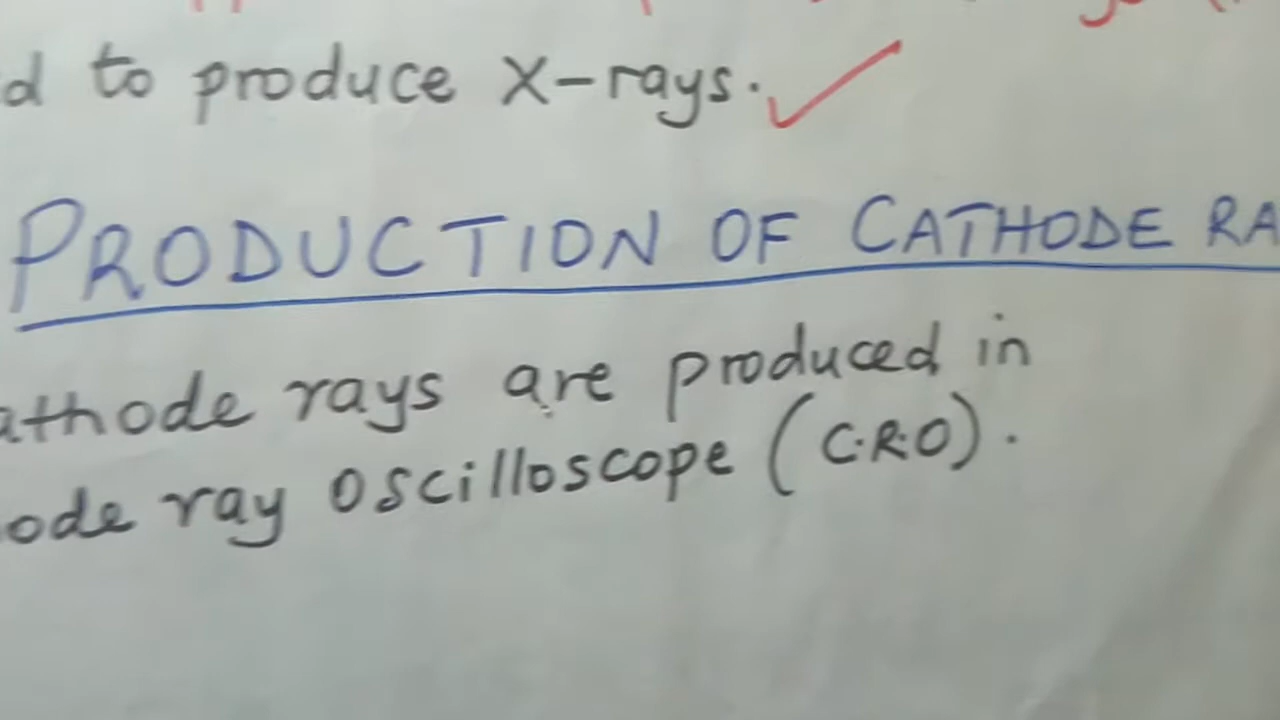 d to produce X-rays.
PRODUCTION OF CATHODE RA
athode rays are produced in
ode ray oscilloscope (C.R.O).